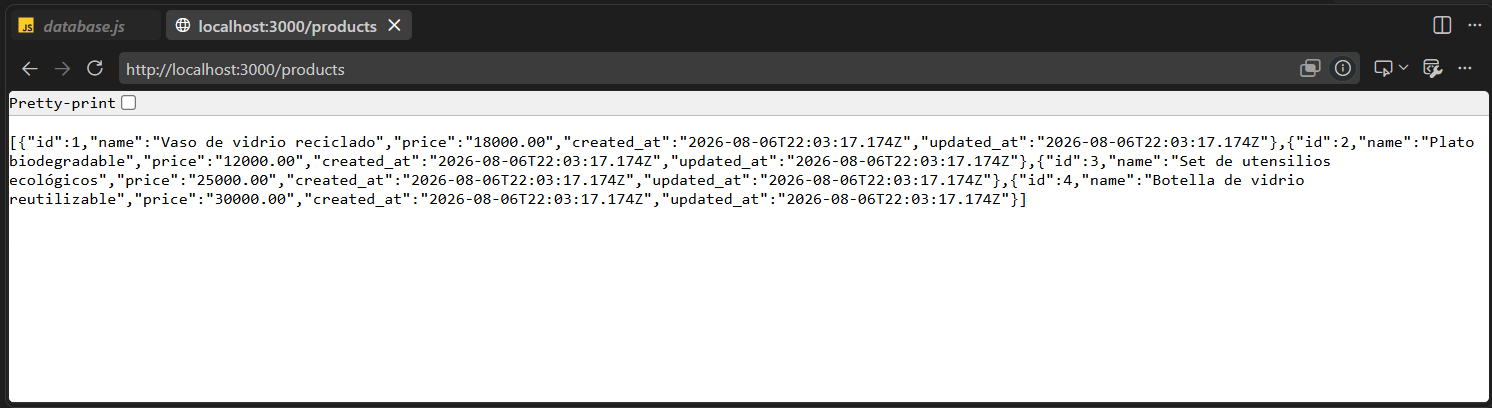 JS database.js localhost:3000/products
http://localhost:3000/products
Pretty-print
[{"id":1,"name":"Vaso de vidrio reciclado","price":"18000.00","created_at":"2026-08-06T22:03:17.174Z","updated_at":"2026-08-06T22:03:17.174Z"},{"id":2,"name":"Plato
biodegradable","price":"12000.00","created_at":"2026-08-06T22:03:17.174Z","updated_at":"2026-08-06T22:03:17.174Z"},{"id":3,"name":"Set de utensilios
ecológicos","price":"25000.00","created_at":"2026-08-06T22:03:17.174Z","updated_at":"2026-08-06T22:03:17.174Z"},{"id":4,"name":"Botella de vidrio
reutilizable","price":"30000.00","created_at":"2026-08-06T22:03:17.174Z","updated_at":"2026-08-06T22:03:17.174Z"}]